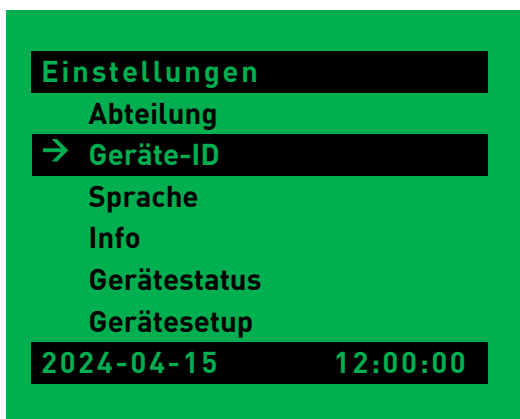 Einstellungen
Abteilung
→ Geräte-ID
Sprache
Info
Gerätestatus
Gerätesetup
2024-04-15 12:00:00